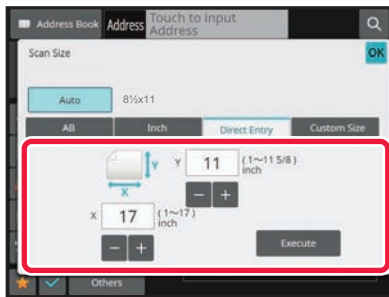 Address Book Address Touch to input Address
Scan Size OK
Auto 8½x11
AB Inch Direct Entry Custom Size
Y Y 11 (1~11 5/8) inch
X
X 17 (1~17) inch
Execute
Others